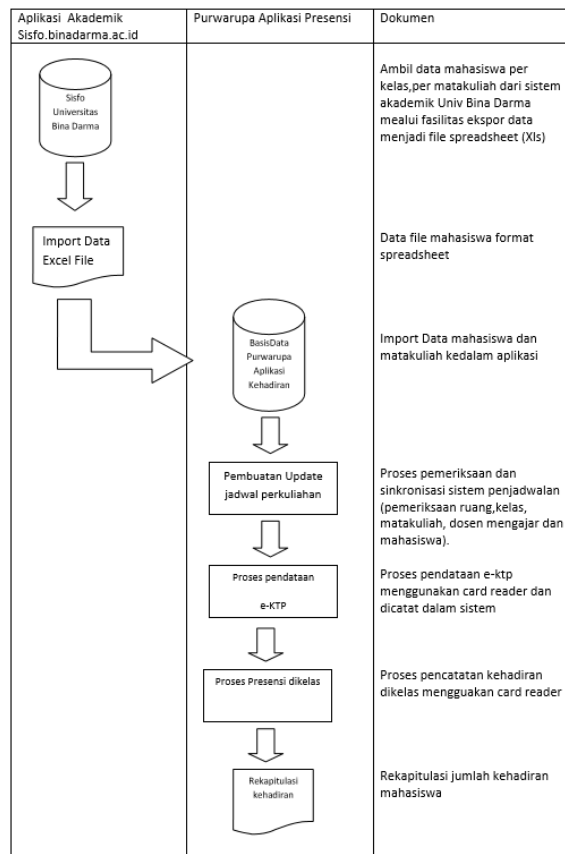 Aplikasi Akademik
Sisfo.binadarma.ac.id
Purwarupa Aplikasi Presensi
Dokumen
Sisfo
Universitas
Bina Darma
Ambil data mahasiswa per
kelas,per matakuliah dari sistem
akademik Univ Bina Darma
mealui fasilitas ekspor data
menjadi file spreadsheet (Xls)
Import Data
Excel File
Data file mahasiswa format
spreadsheet
BasisData
Purwarupa
Aplikasi
Kehadiran
Import Data mahasiswa dan
matakuliah kedalam aplikasi
Pembuatan Update
jadwal perkuliahan
Proses pemeriksaan dan
sinkronisasi sistem penjadwalan
(pemeriksaan ruang,kelas,
matakuliah, dosen mengajar dan
mahasiswa).
Proses pendataan
e-KTP
Proses pendataan e-ktp
menggunakan card reader dan
dicatat dalam sistem
Proses Presensi dikelas
Proses pencatatan kehadiran
dikelas mengguakan card reader
Rekapitulasi
kehadiran
Rekapitulasi jumlah kehadiran
mahasiswa